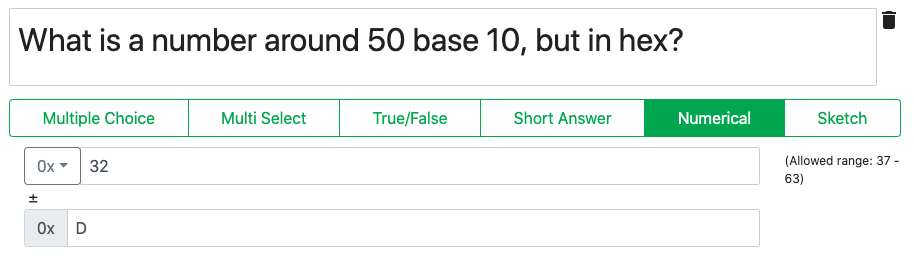 What is a number around 50 base 10, but in hex?
Multiple Choice Multi Select True/False Short Answer Numerical Sketch
0x 32 (Allowed range: 37 -
63)
±
0x D